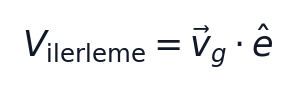 V_ilerleme = v⃗_g · ê